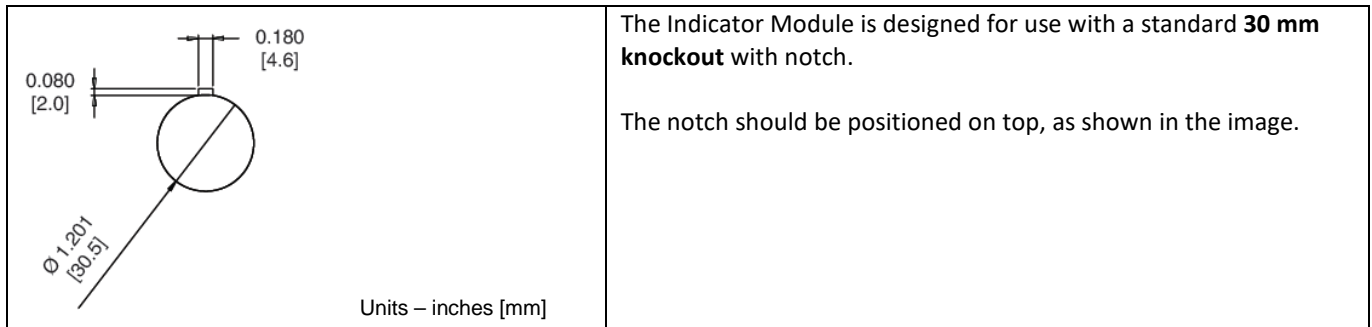 0.180
[4.6]
0.080
[2.0]
Ø 1.201
[30.5]
Units – inches [mm]
The Indicator Module is designed for use with a standard 30 mm
knockout with notch.
The notch should be positioned on top, as shown in the image.